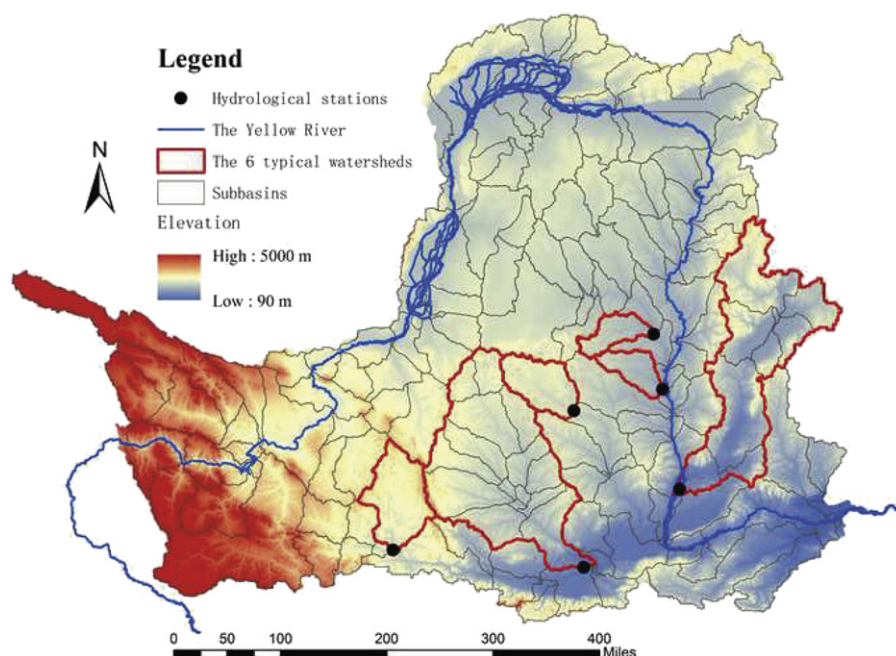 Legend
Hydrological stations
The Yellow River
N
The 6 typical watersheds
Subbasins
Elevation
High : 5000 m
Low : 90 m
0 25 50 100 200 300 400
Miles